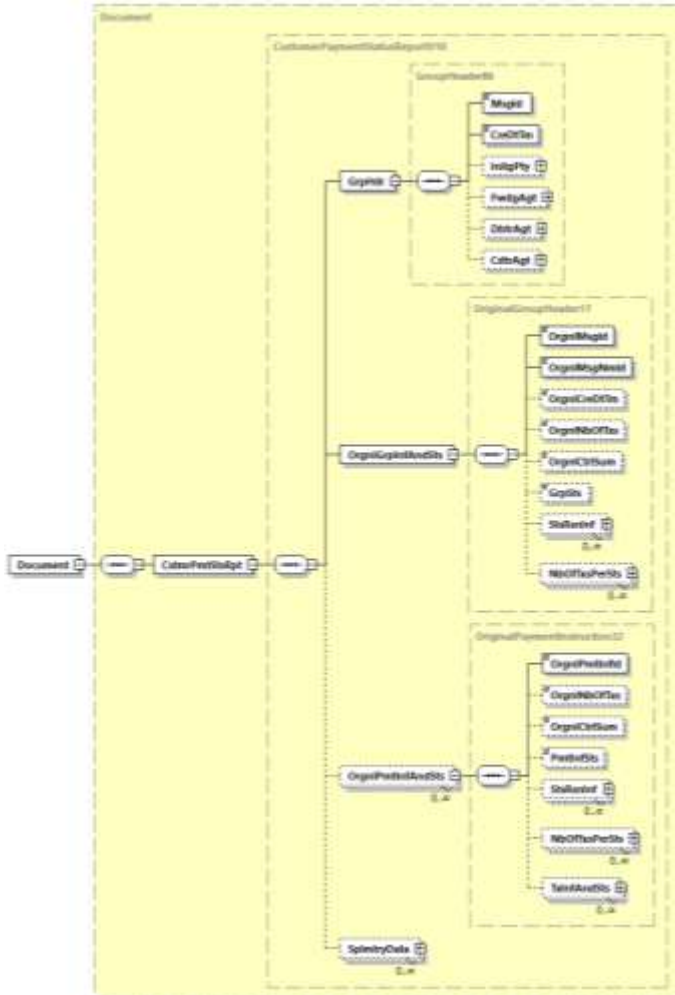 Document
CustomerPaymentStatusReportV10
GroupHeader86
MsgId
CreDtTm
InitgPty
GrpHdr
FwdgAgt
DbtrAgt
CdtrAgt
OriginalGroupHeader17
OrgnlMsgId
OrgnlMsgNmId
OrgnlCreDtTm
OrgnlNbOfTxs
OrgnlGrpInfAndSts
OrgnlCtrlSum
GrpSts
StsRsnInf
0..∞
Document
CstmrPmtStsRpt
NbOfTxsPerSts
0..∞
OriginalPaymentInstruction32
OrgnlPmtInfId
OrgnlNbOfTxs
OrgnlCtrlSum
PmtInfSts
OrgnlPmtInfAndSts
0..∞
StsRsnInf
0..∞
NbOfTxsPerSts
0..∞
TxInfAndSts
0..∞
SplmtryData
0..∞